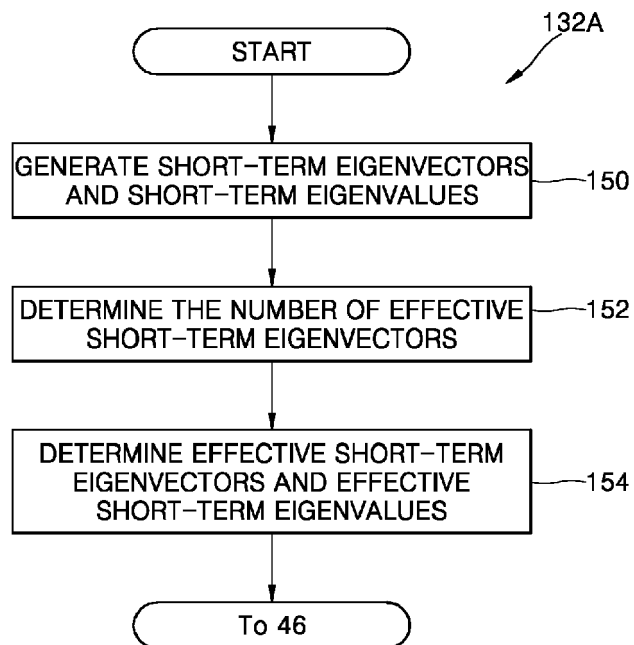 132A
START
GENERATE SHORT-TERM EIGENVECTORS
AND SHORT-TERM EIGENVALUES
150
DETERMINE THE NUMBER OF EFFECTIVE
SHORT-TERM EIGENVECTORS
152
DETERMINE EFFECTIVE SHORT-TERM
EIGENVECTORS AND EFFECTIVE
SHORT-TERM EIGENVALUES
154
To 46